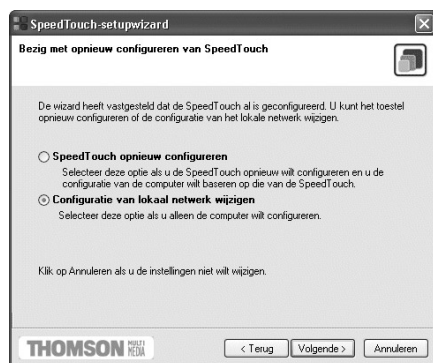 SpeedTouch-setupwizard
Bezig met opnieuw configureren van SpeedTouch
De wizard heeft vastgesteld dat de SpeedTouch al is geconfigureerd. U kunt het toestel
opnieuw configureren of de configuratie van het lokale netwerk wijzigen.
SpeedTouch opnieuw configureren
Selecteer deze optie als u de SpeedTouch opnieuw wilt configureren en u de
configuratie van de computer wilt baseren op die van de SpeedTouch.
Configuratie van lokaal netwerk wijzigen
Selecteer deze optie als u alleen de computer wilt configureren.
Klik op Annuleren als u de instellingen niet wilt wijzigen.
THOMSON MULTI MEDIA
< Terug Volgende > Annuleren